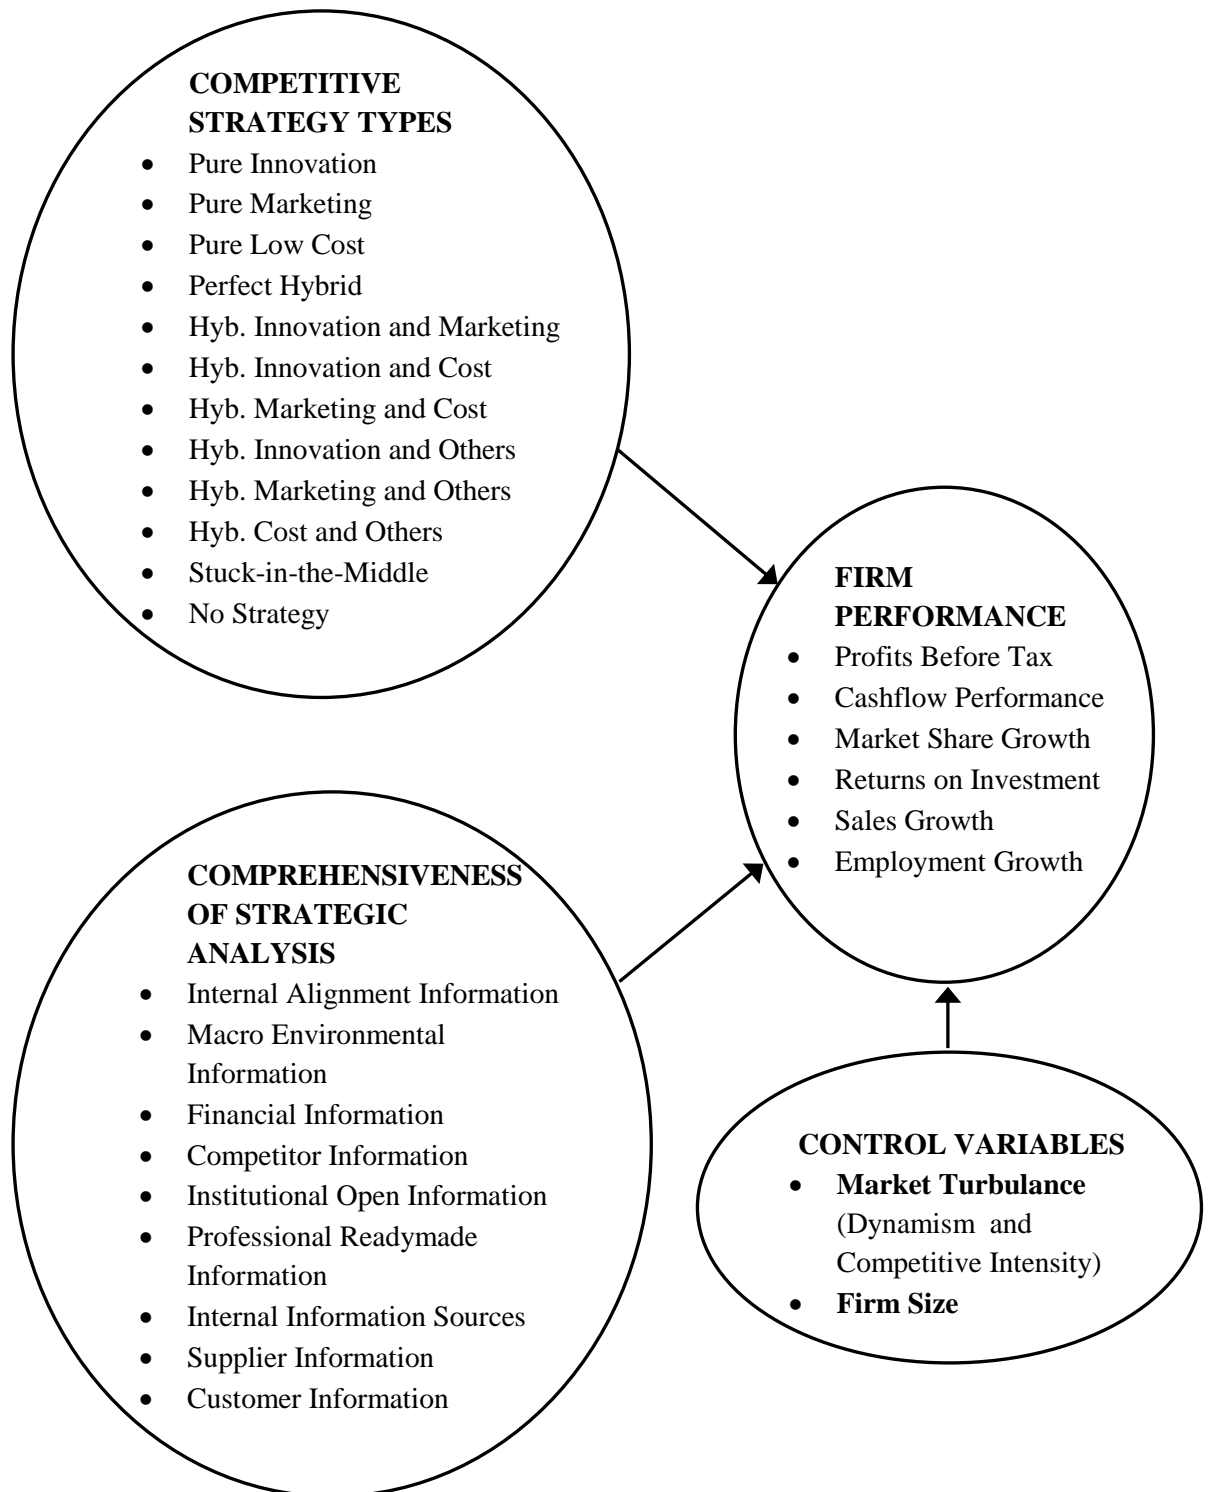 COMPETITIVE
STRATEGY TYPES
• Pure Innovation
• Pure Marketing
• Pure Low Cost
• Perfect Hybrid
• Hyb. Innovation and Marketing
• Hyb. Innovation and Cost
• Hyb. Marketing and Cost
• Hyb. Innovation and Others
• Hyb. Marketing and Others
• Hyb. Cost and Others
• Stuck-in-the-Middle
• No Strategy
FIRM
PERFORMANCE
• Profits Before Tax
• Cashflow Performance
• Market Share Growth
• Returns on Investment
• Sales Growth
• Employment Growth
COMPREHENSIVENESS
OF STRATEGIC
ANALYSIS
• Internal Alignment Information
• Macro Environmental
Information
• Financial Information
• Competitor Information
• Institutional Open Information
• Professional Readymade
Information
• Internal Information Sources
• Supplier Information
• Customer Information
CONTROL VARIABLES
• Market Turbulance
(Dynamism and
Competitive Intensity)
• Firm Size